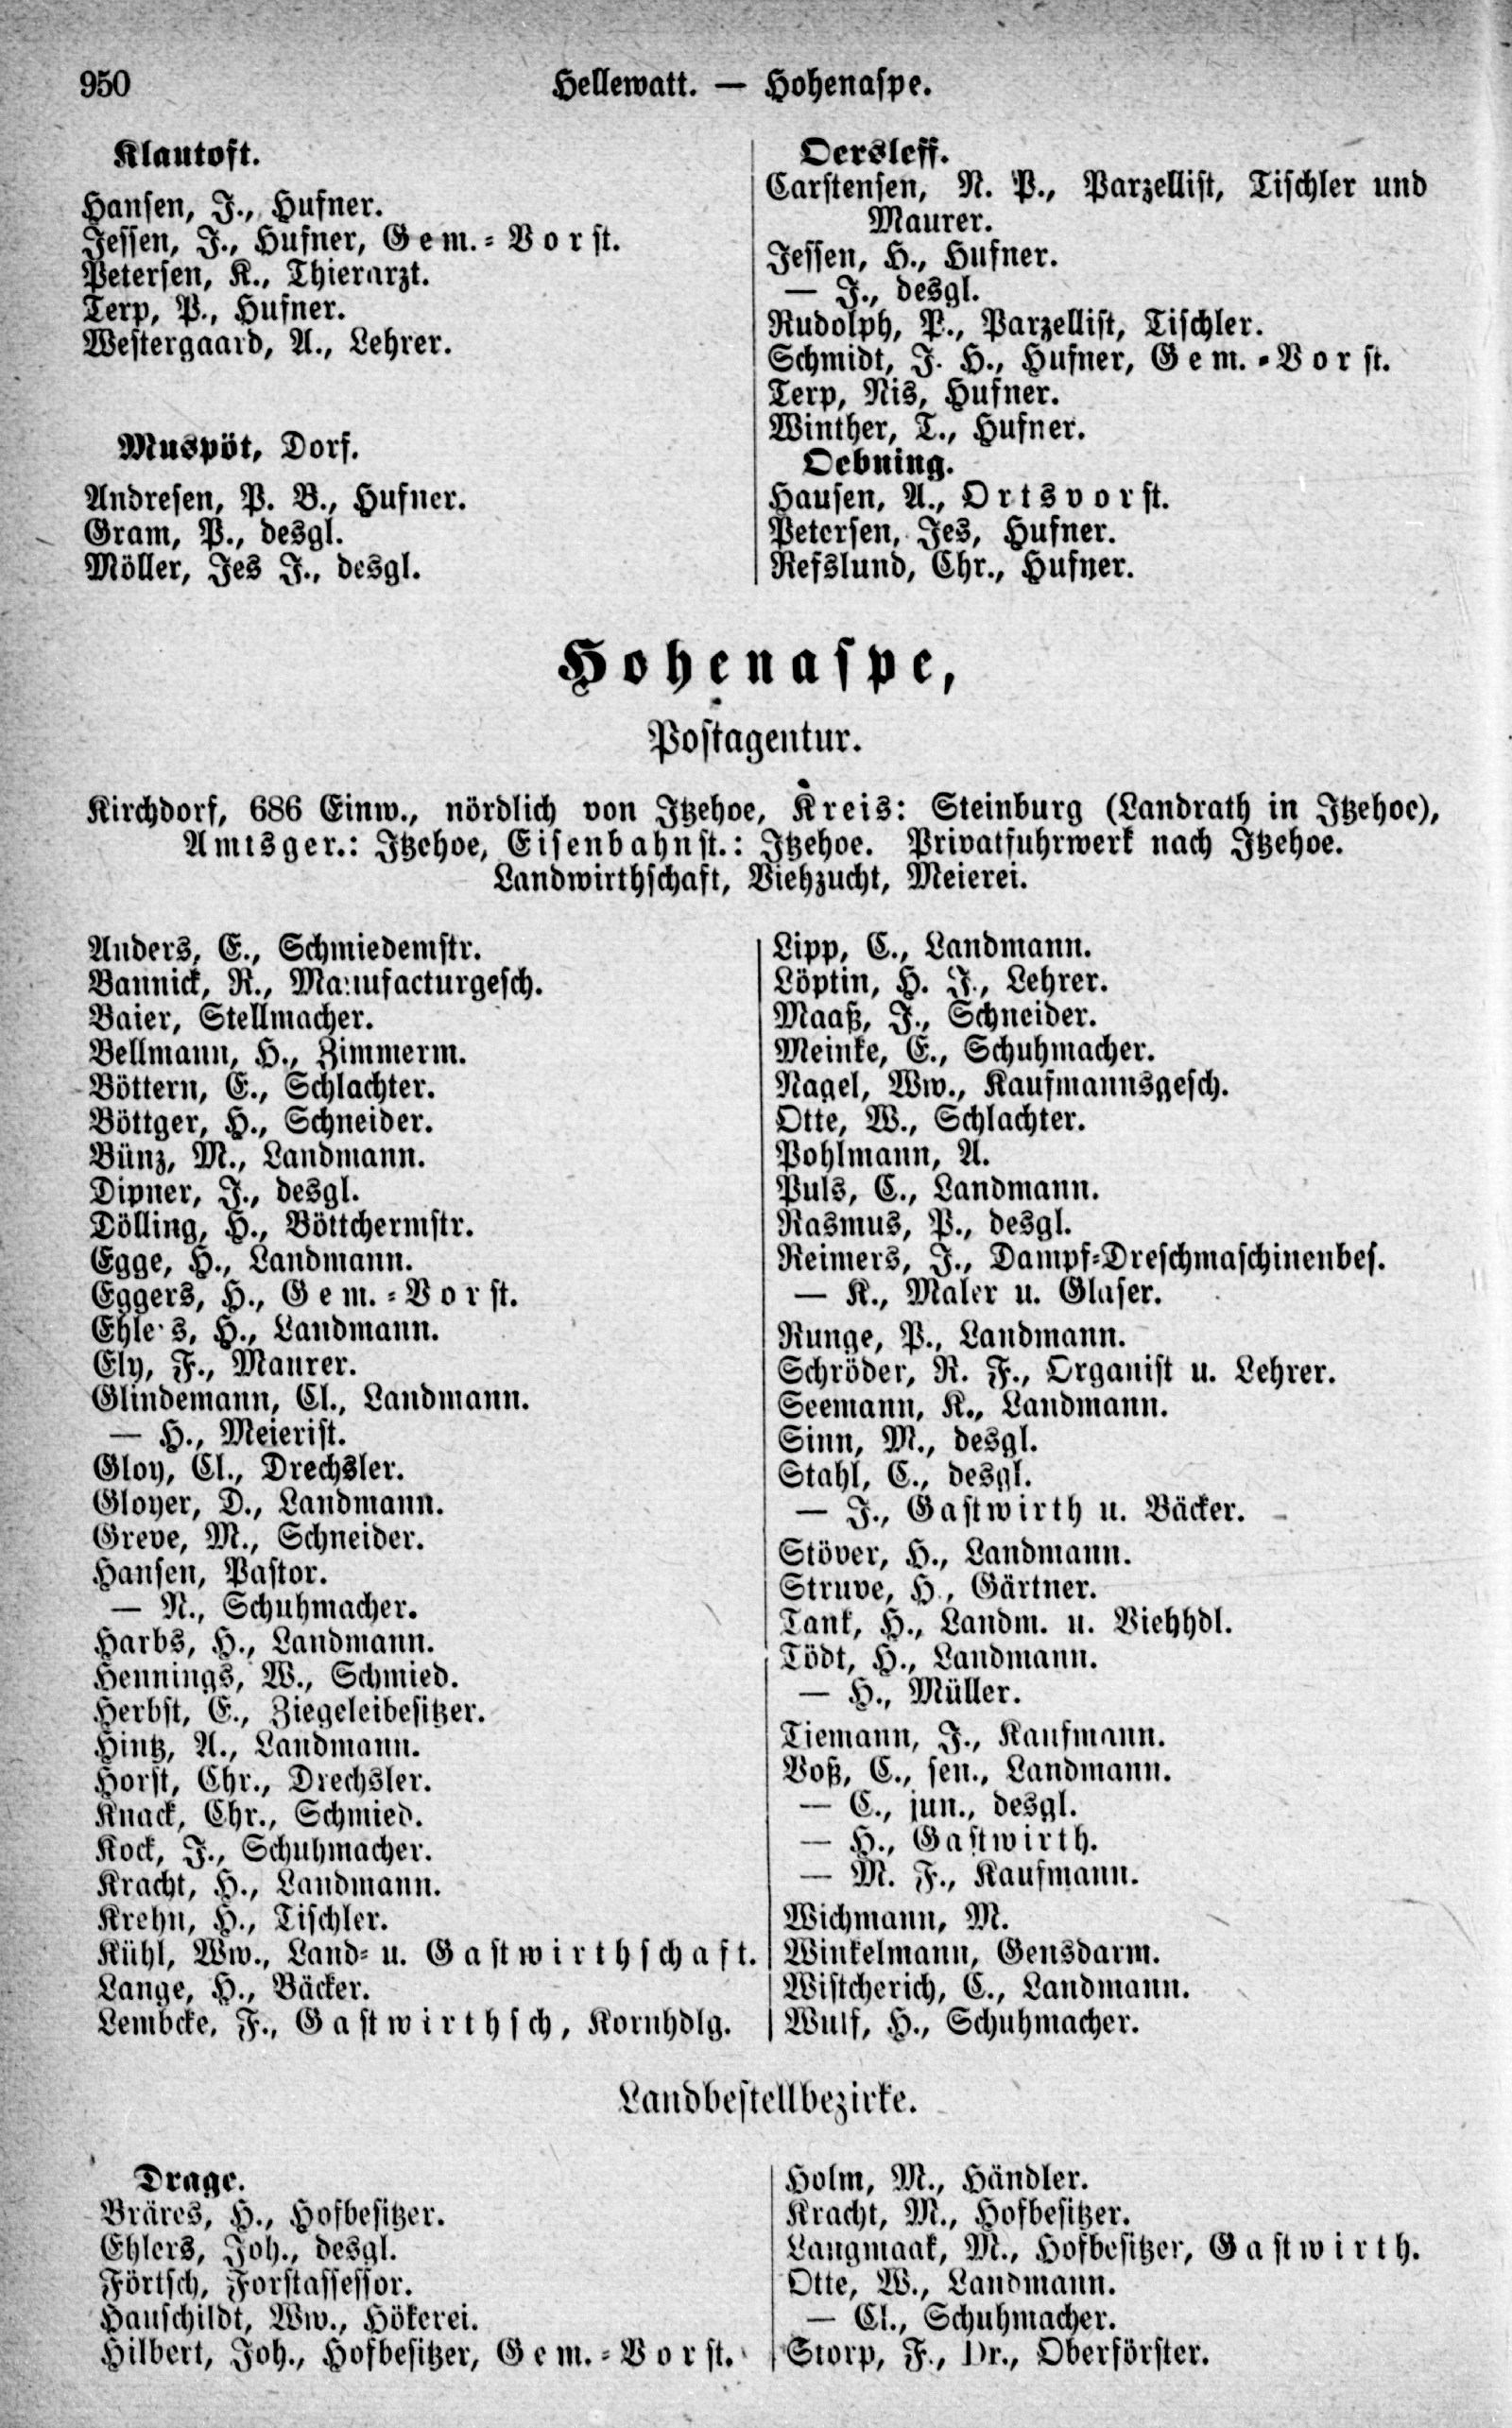 950
Hellewatt. — Hohenaspe.
Klautoft.
Hansen, J., Hufner.
Jessen, J., Hufner, Gem.-Vorst.
Petersen, K., Thierarzt.
Terp, P., Hufner.
Westergaard, A., Lehrer.
Muspöt, Dorf.
Andresen, P. B., Hufner.
Gram, P., desgl.
Möller, Jes J., desgl.
Oersleff.
Carstensen, N. P., Parzellist, Tischler und
Maurer.
Jessen, H., Hufner.
— J., desgl.
Rudolph, P., Parzellist, Tischler.
Schmidt, J. H., Hufner, Gem.-Vorst.
Terp, Nis, Hufner.
Winther, T., Hufner.
Oebning.
Hausen, A., Ortsvorst.
Petersen, Jes, Hufner.
Refslund, Chr., Hufner.
Hohenaspe,
Postagentur.
Kirchdorf, 686 Einw., nördlich von Itzehoe, Kreis: Steinburg (Landrath in Itzehoe),
Amtsger.: Itzehoe, Eisenbahnst.: Itzehoe. Privatfuhrwerk nach Itzehoe.
Landwirthschaft, Viehzucht, Meierei.
Anders, E., Schmiedemstr.
Bannick, R., Manufacturgesch.
Baier, Stellmacher.
Bellmann, H., Zimmerm.
Böttern, E., Schlachter.
Böttger, H., Schneider.
Bünz, M., Landmann.
Dipner, J., desgl.
Dölling, H., Böttchermstr.
Egge, H., Landmann.
Eggers, H., Gem.-Vorst.
Ehlers, H., Landmann.
Ely, F., Maurer.
Glindemann, Cl., Landmann.
— H., Meierist.
Gloy, Cl., Drechsler.
Gloyer, D., Landmann.
Greve, M., Schneider.
Hansen, Pastor.
— N., Schuhmacher.
Harbs, H., Landmann.
Hennings, W., Schmied.
Herbst, E., Ziegeleibesitzer.
Hintz, A., Landmann.
Horst, Chr., Drechsler.
Knack, Chr., Schmied.
Kock, J., Schuhmacher.
Kracht, H., Landmann.
Krehn, H., Tischler.
Kühl, Ww., Land- u. Gastwirthschaft.
Lange, H., Bäcker.
Lembcke, F., Gastwirthsch, Kornhdlg.
Lipp, C., Landmann.
Löptin, H. J., Lehrer.
Maaß, J., Schneider.
Meinke, E., Schuhmacher.
Nagel, Ww., Kaufmannsgesch.
Otte, W., Schlachter.
Pohlmann, A.
Puls, C., Landmann.
Rasmus, P., desgl.
Reimers, J., Dampf-Dreschmaschinenbes.
— K., Maler u. Glaser.
Runge, P., Landmann.
Schröder, R. F., Organist u. Lehrer.
Seemann, K., Landmann.
Sinn, M., desgl.
Stahl, C., desgl.
— J., Gastwirth u. Bäcker.
Stöver, H., Landmann.
Struve, H., Gärtner.
Tank, H., Landm. u. Viehhdl.
Tödt, H., Landmann.
— H., Müller.
Tiemann, J., Kaufmann.
Voß, C., sen., Landmann.
— C., jun., desgl.
— H., Gastwirth.
— M. F., Kaufmann.
Wichmann, M.
Winkelmann, Gensdarm.
Wistcherich, C., Landmann.
Wulf, H., Schuhmacher.
Landbestellbezirke.
Drage.
Bräres, H., Hofbesitzer.
Ehlers, Joh., desgl.
Förtsch, Forstassessor.
Hauschildt, Ww., Hökerei.
Hilbert, Joh., Hofbesitzer, Gem.-Vorst.
Holm, M., Händler.
Kracht, M., Hofbesitzer.
Langmaak, M., Hofbesitzer, Gastwirth.
Otte, W., Landmann.
— Cl., Schuhmacher.
Storp, F., Dr., Oberförster.